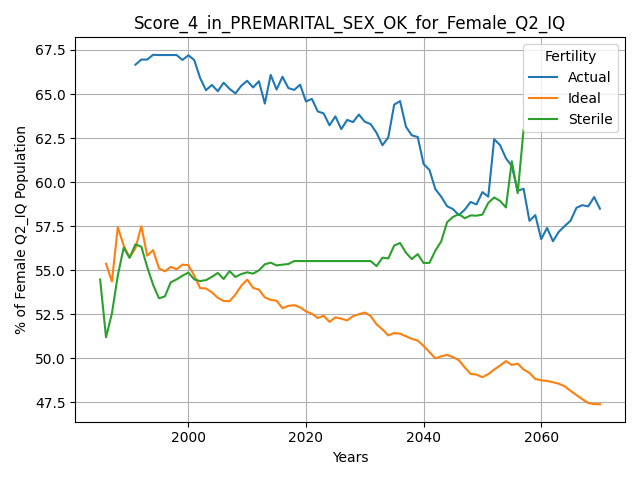 Score_4_in_PREMARITAL_SEX_OK_for_Female_Q2_IQ
Fertility
Actual
Ideal
Sterile
% of Female Q2_IQ Population
67.5
65.0
62.5
60.0
57.5
55.0
52.5
50.0
47.5
2000
2020
2040
2060
Years